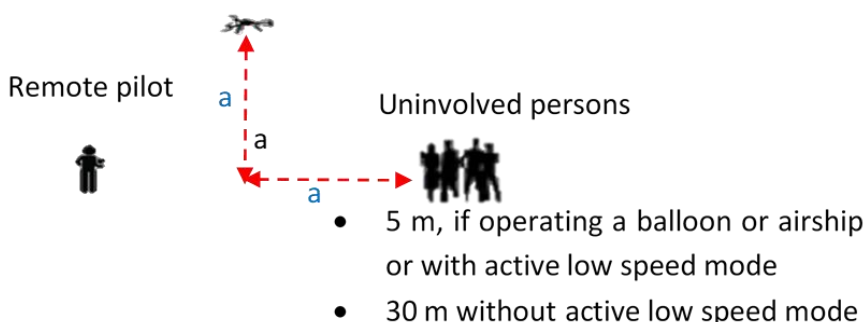 Remote pilot
a
a
Uninvolved persons
a
• 5 m, if operating a balloon or airship
or with active low speed mode
• 30 m without active low speed mode